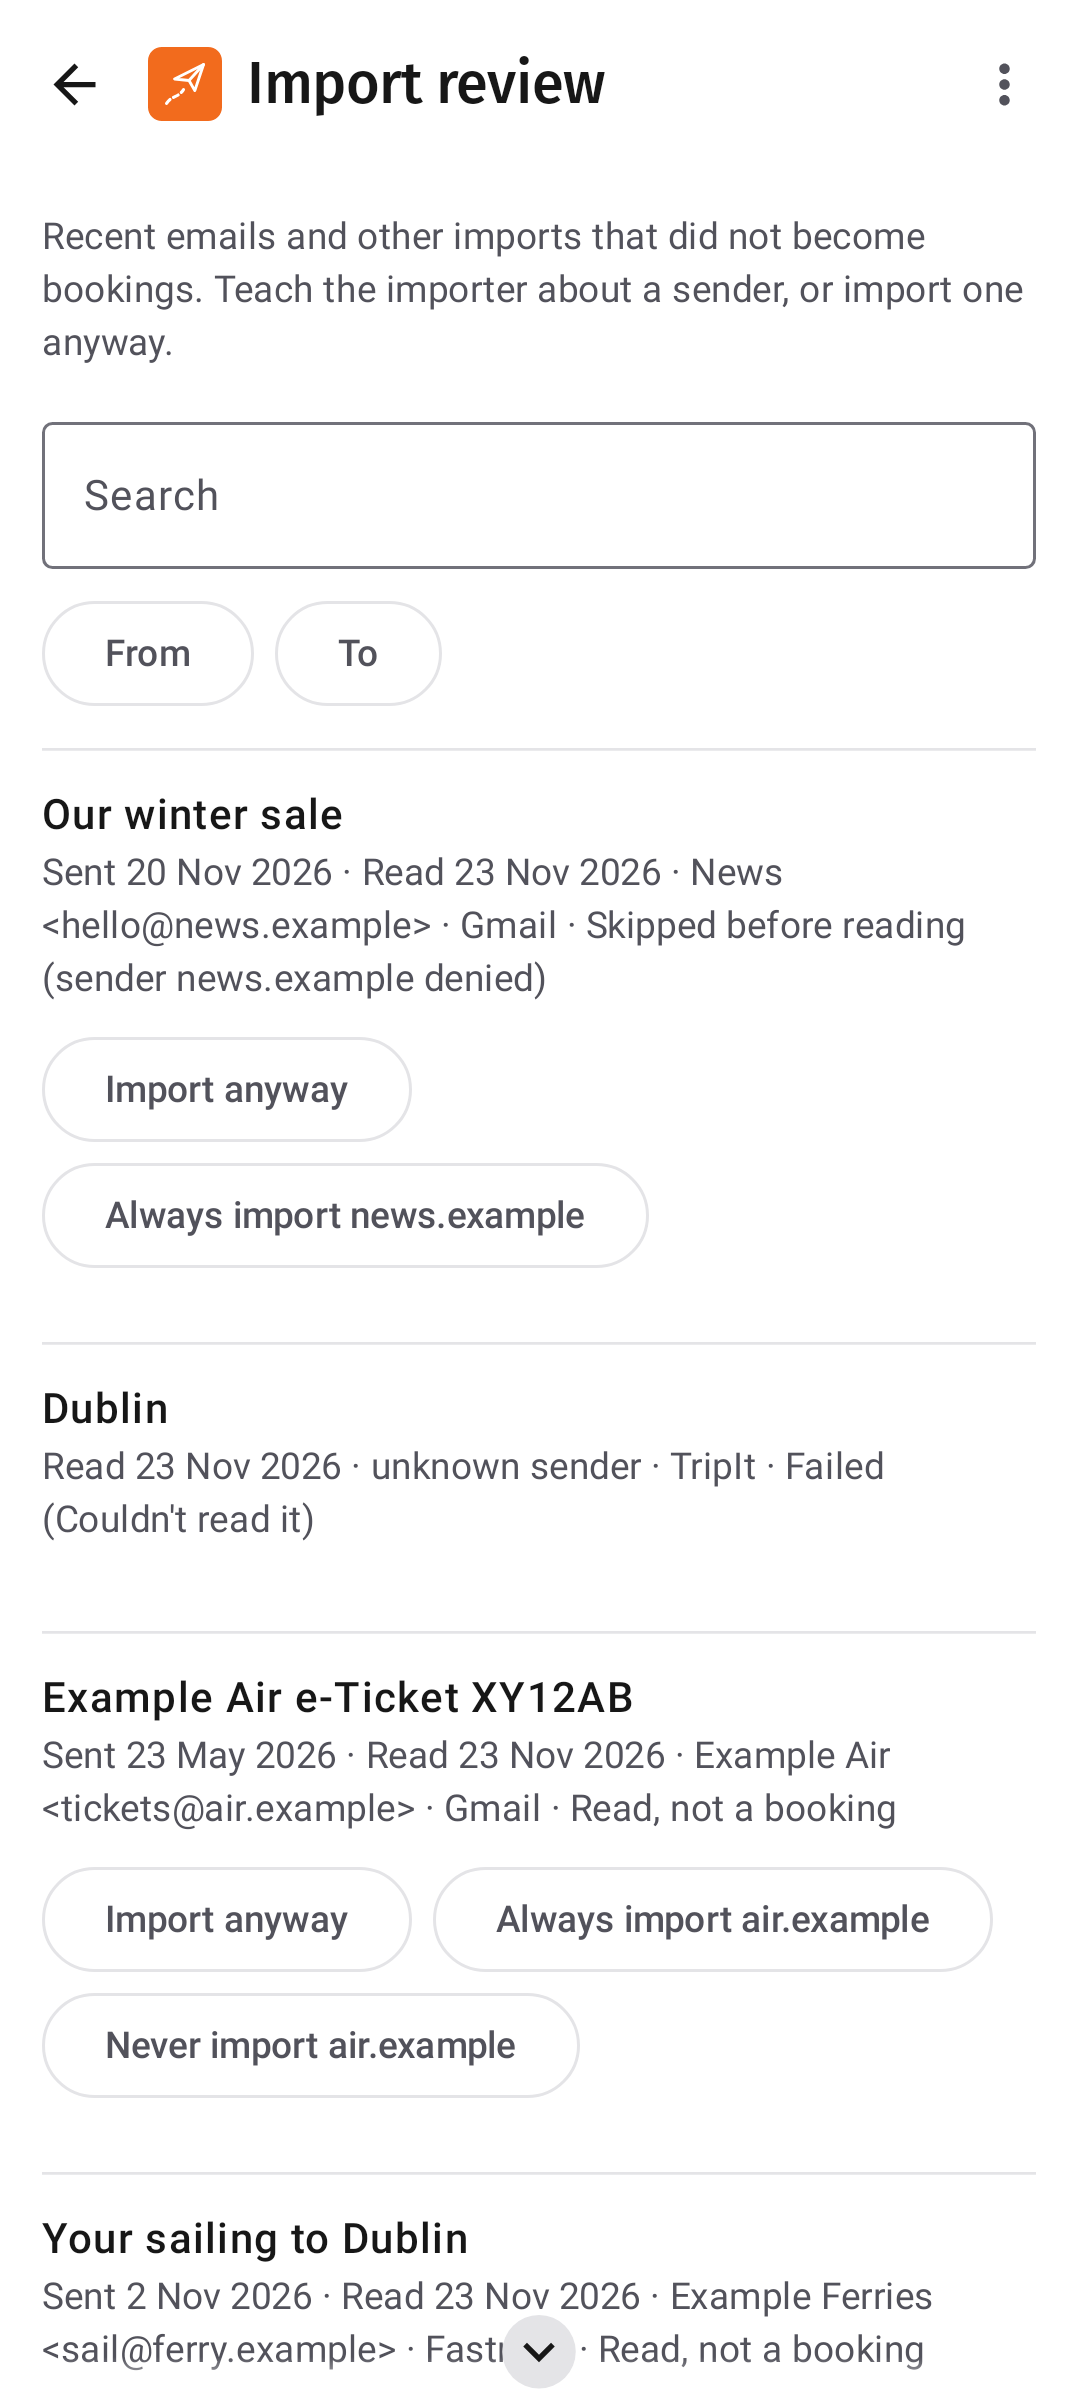 Import review
Recent emails and other imports that did not become
bookings. Teach the importer about a sender, or import one
anyway.
Search
From
To
Our winter sale
Sent 20 Nov 2026 · Read 23 Nov 2026 · News
<hello@news.example> · Gmail · Skipped before reading
(sender news.example denied)
Import anyway
Always import news.example
Dublin
Read 23 Nov 2026 · unknown sender · TripIt · Failed
(Couldn't read it)
Example Air e-Ticket XY12AB
Sent 23 May 2026 · Read 23 Nov 2026 · Example Air
<tickets@air.example> · Gmail · Read, not a booking
Import anyway
Always import air.example
Never import air.example
Your sailing to Dublin
Sent 2 Nov 2026 · Read 23 Nov 2026 · Example Ferries
<sail@ferry.example> · · Read, not a booking